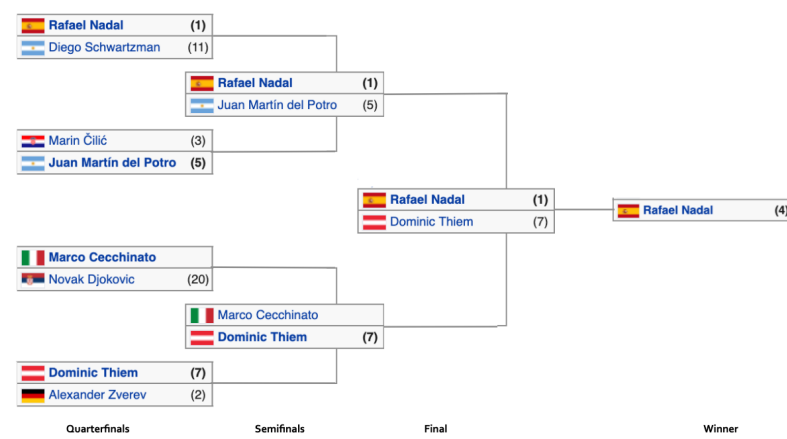 Rafael Nadal (1)
Diego Schwartzman (11)
Rafael Nadal (1)
Juan Martín del Potro (5)
Marin Čilić (3)
Juan Martín del Potro (5)
Rafael Nadal (1)
Dominic Thiem (7)
Rafael Nadal (4)
Marco Cecchinato
Novak Djokovic (20)
Marco Cecchinato
Dominic Thiem (7)
Dominic Thiem (7)
Alexander Zverev (2)
Quarterfinals Semifinals Final Winner